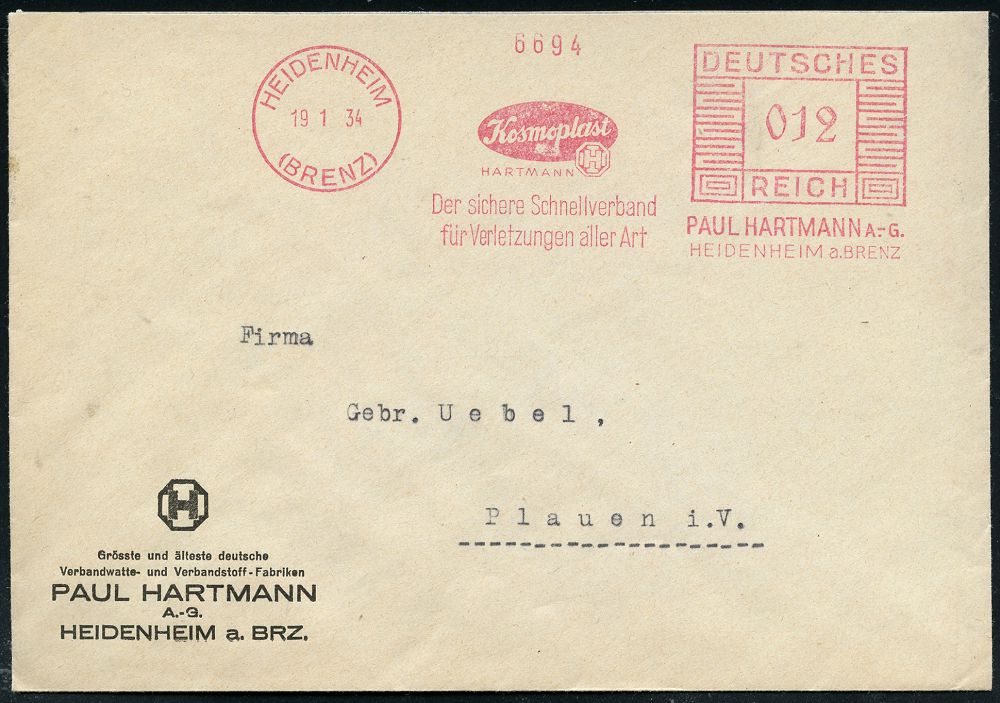 6694
HEIDENHEIM
19 1 34
(BRENZ)
Kosmoplast
H
HARTMANN
Der sichere Schnellverband
für Verletzungen aller Art
DEUTSCHES
012
REICH
PAUL HARTMANN A.-G.
HEIDENHEIM a. BRENZ
Firma
Gebr. Uebel,
Plauen i.V.
H
Grösste und älteste deutsche
Verbandwatte- und Verbandstoff-Fabriken
PAUL HARTMANN
A.-G.
HEIDENHEIM a. BRZ.